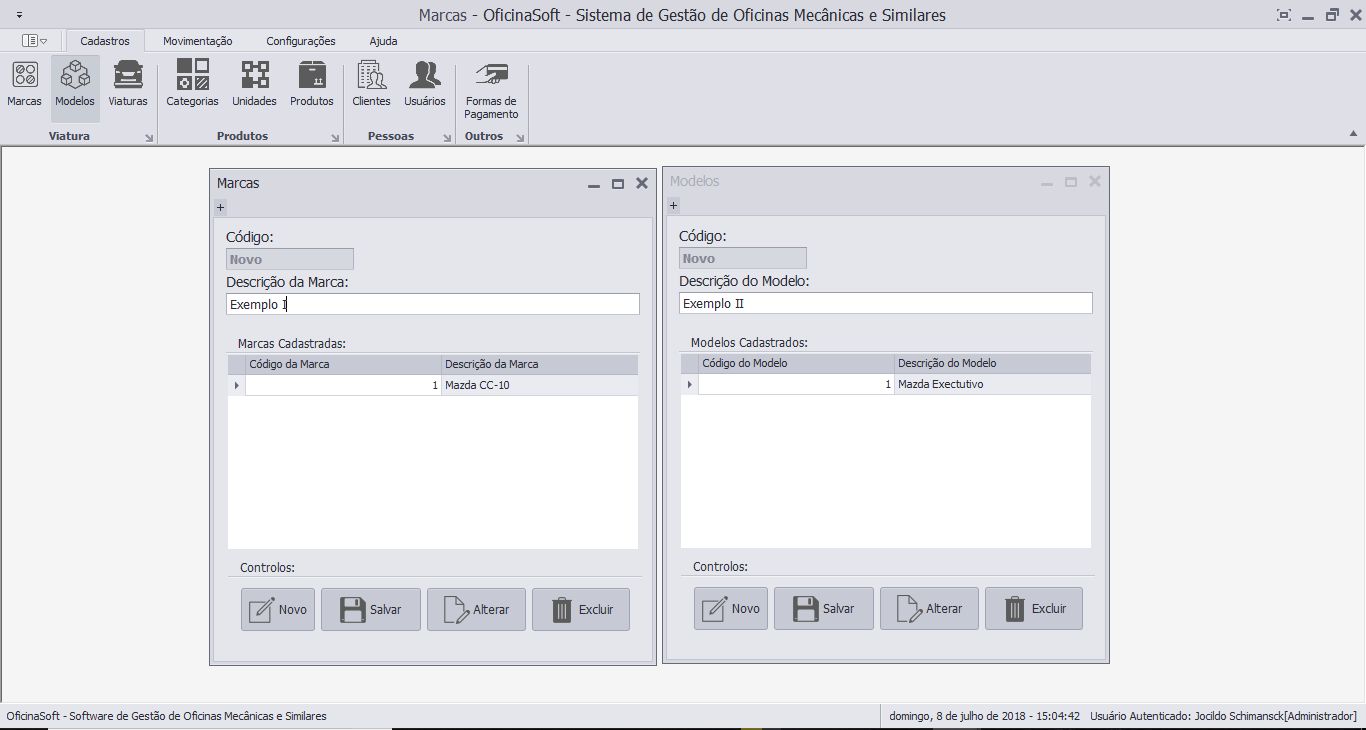 Marcas - OficinaSoft - Sistema de Gestão de Oficinas Mecânicas e Similares
Cadastros Movimentação Configurações Ajuda
Marcas Modelos Viaturas Categorias Unidades Produtos Clientes Usuários Formas de Pagamento
Viatura Produtos Pessoas Outros
Marcas
+
Código:
Novo
Descrição da Marca:
Exemplo I
Marcas Cadastradas:
Código da Marca Descrição da Marca
1 Mazda CC-10
Controlos:
Novo Salvar Alterar Excluir
Modelos
+
Código:
Novo
Descrição do Modelo:
Exemplo II
Modelos Cadastrados:
Código do Modelo Descrição do Modelo
1 Mazda Exectutivo
Controlos:
Novo Salvar Alterar Excluir
OficinaSoft - Software de Gestão de Oficinas Mecânicas e Similares
domingo, 8 de julho de 2018 - 15:04:42 Usuário Autenticado: Jocildo Schimansck[Administrador]